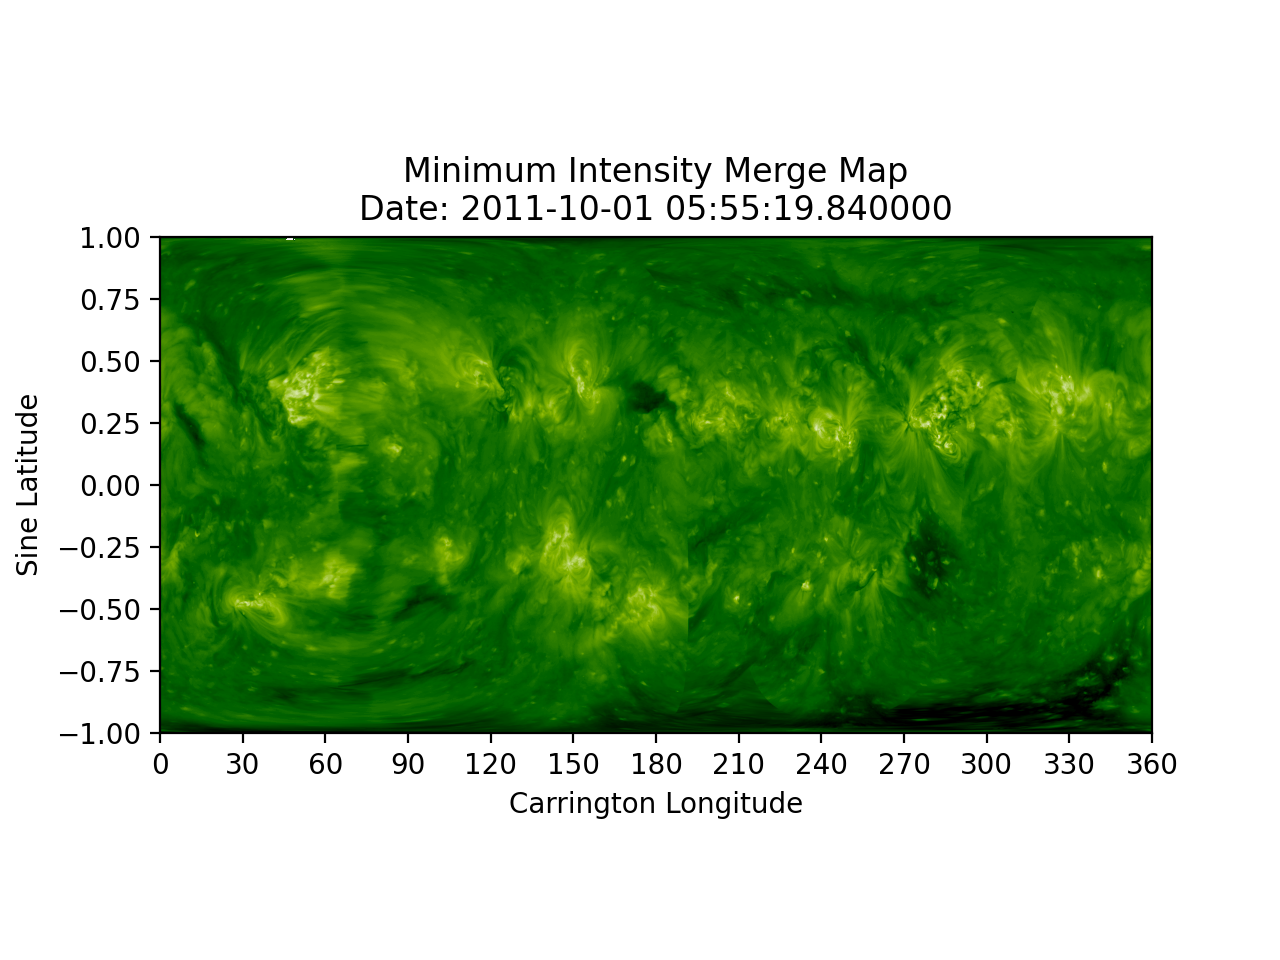 Minimum Intensity Merge Map
Date: 2011-10-01 05:55:19.840000
1.00
0.75
0.50
0.25
0.00
−0.25
−0.50
−0.75
−1.00
Sine Latitude
0 30 60 90 120 150 180 210 240 270 300 330 360
Carrington Longitude